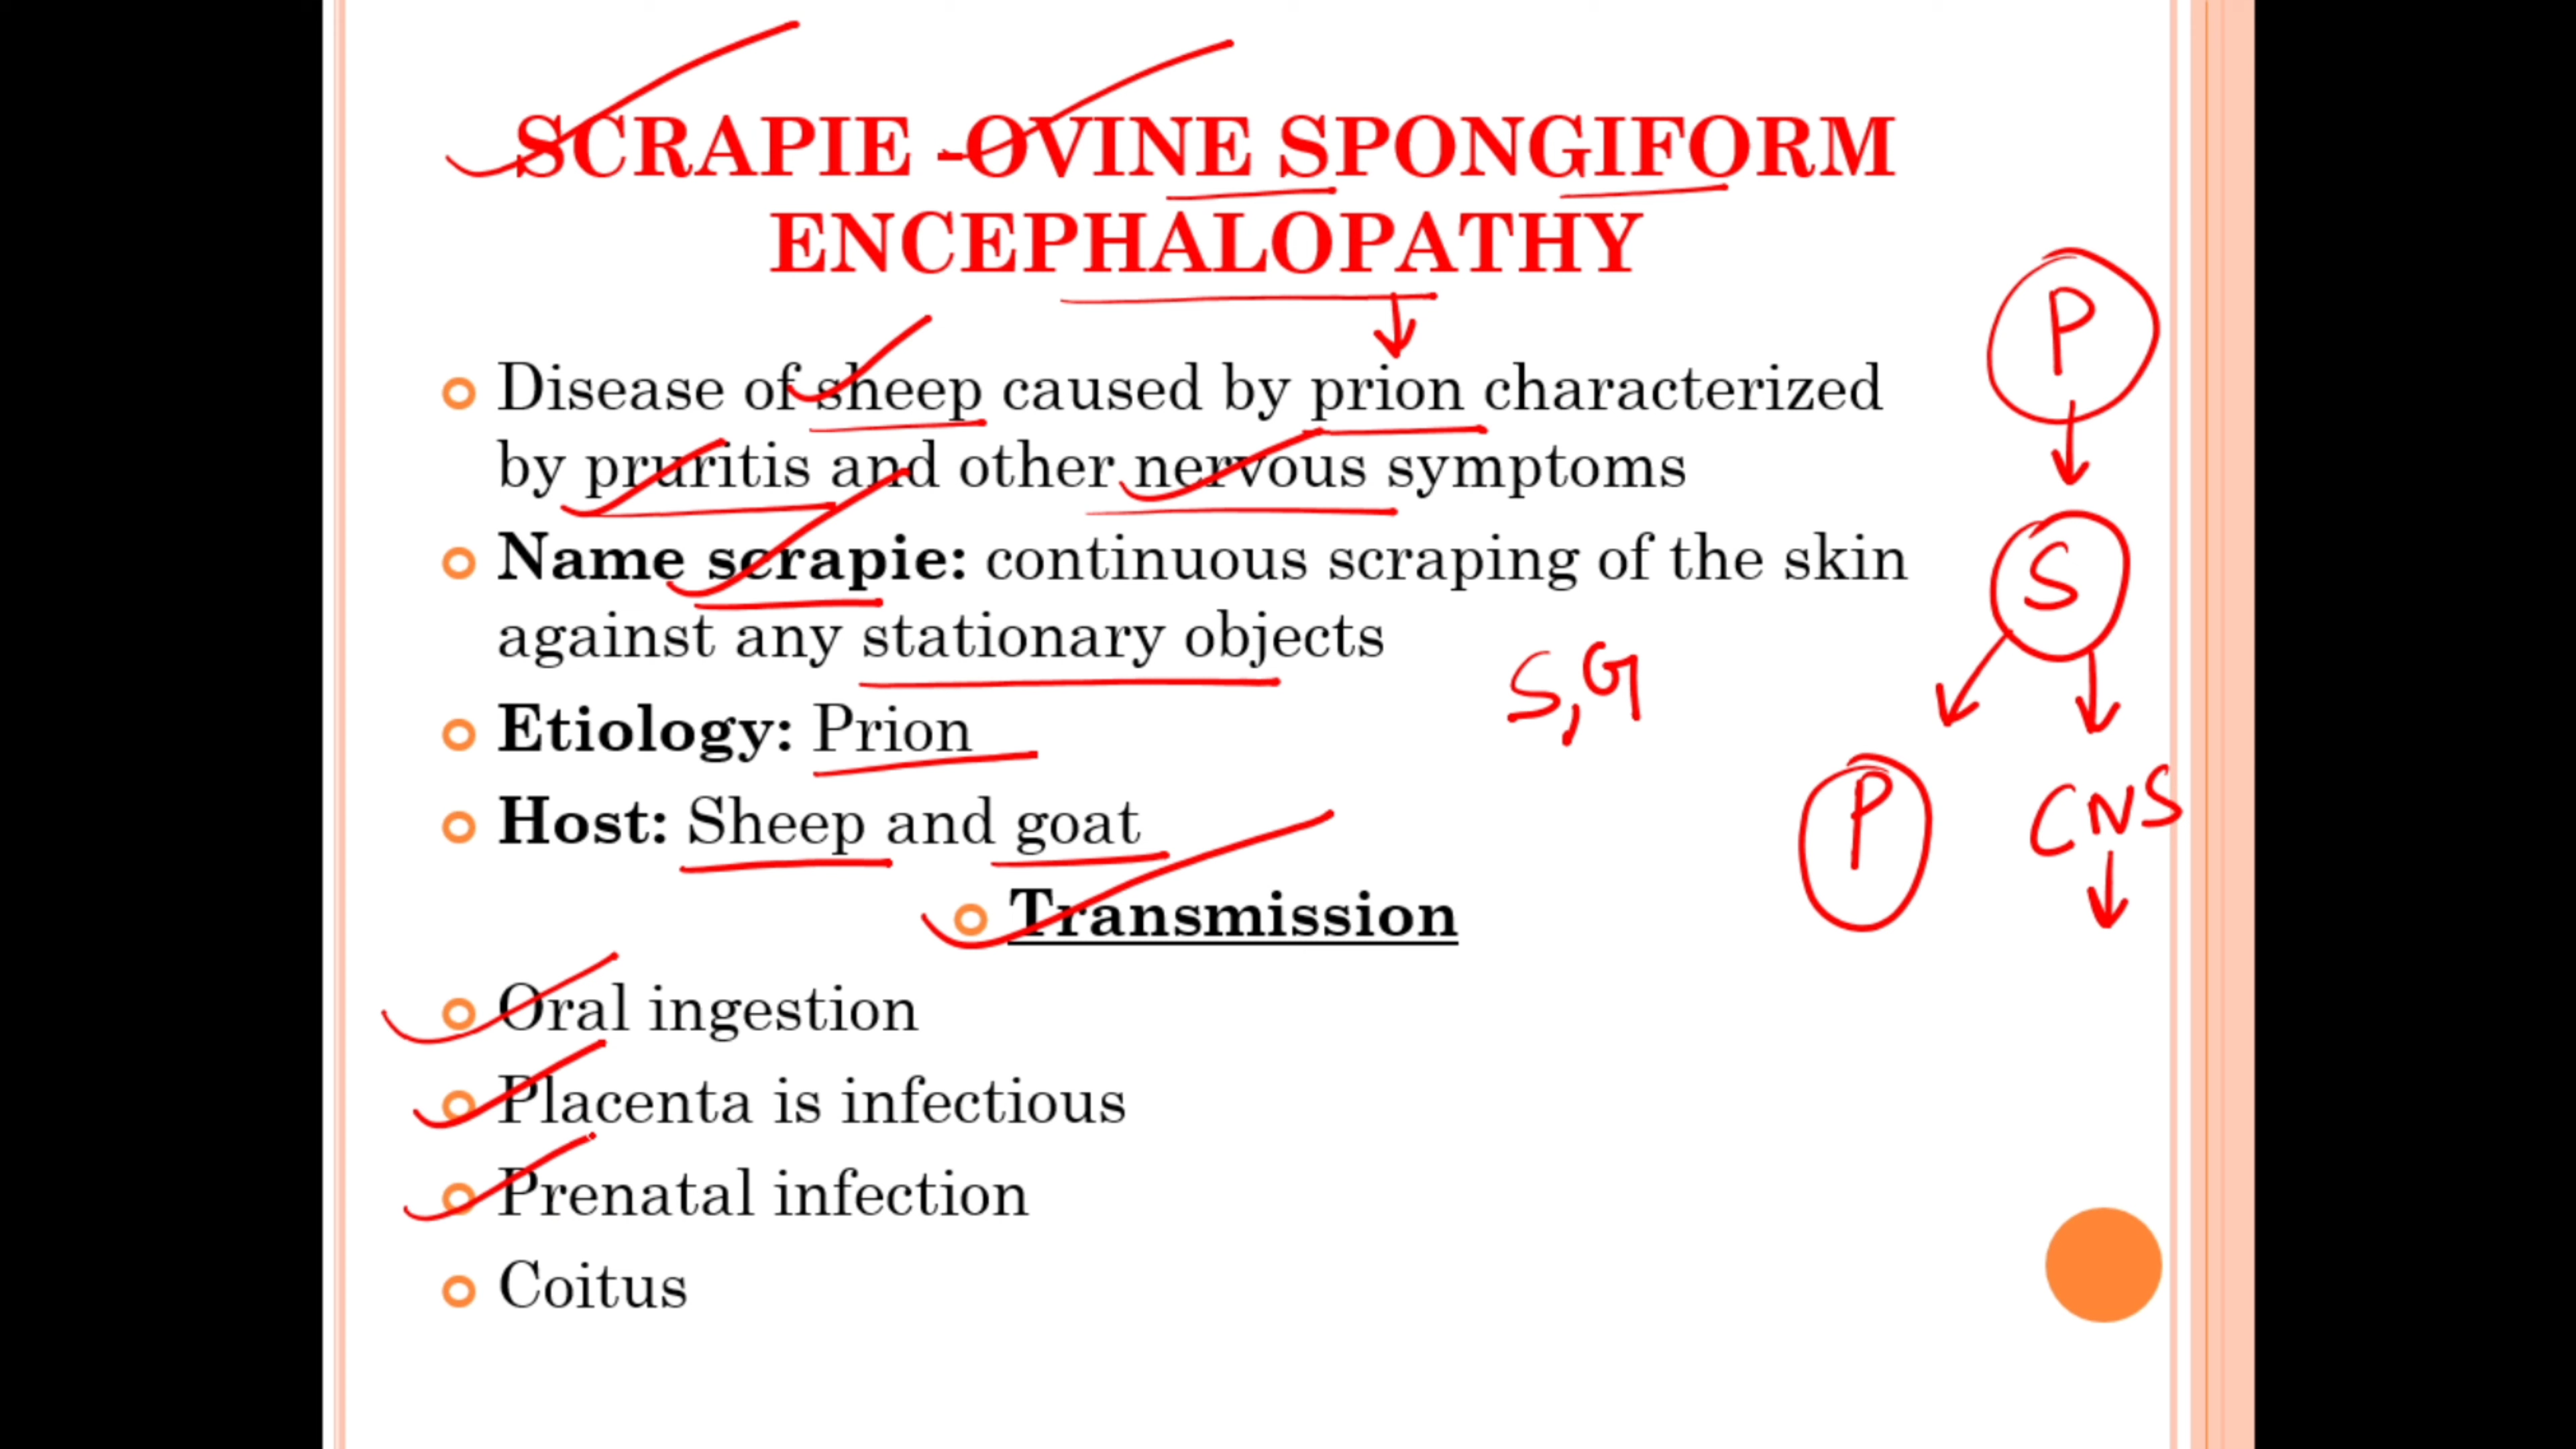 SCRAPIE -OVINE SPONGIFORM
ENCEPHALOPATHY
Disease of sheep caused by prion characterized
by pruritis and other nervous symptoms
Name scrapie: continuous scraping of the skin
against any stationary objects
Etiology: Prion
Host: Sheep and goat
Transmission
Oral ingestion
Placenta is infectious
Prenatal infection
Coitus
S,G
P
S
P
CNS